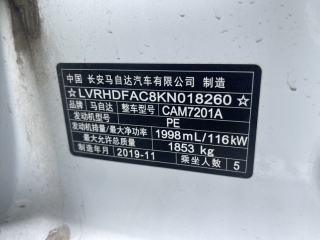 中国 长安马自达汽车有限公司 制造
☆LVRHDFAC8KN018260☆
品牌 马自达 整车型号 CAM7201A
发动机型号 PE
发动机排量/最大净功率 1998mL/116kW
最大允许总质量 1853 kg
制造年月 2019-11 乘坐人数 5